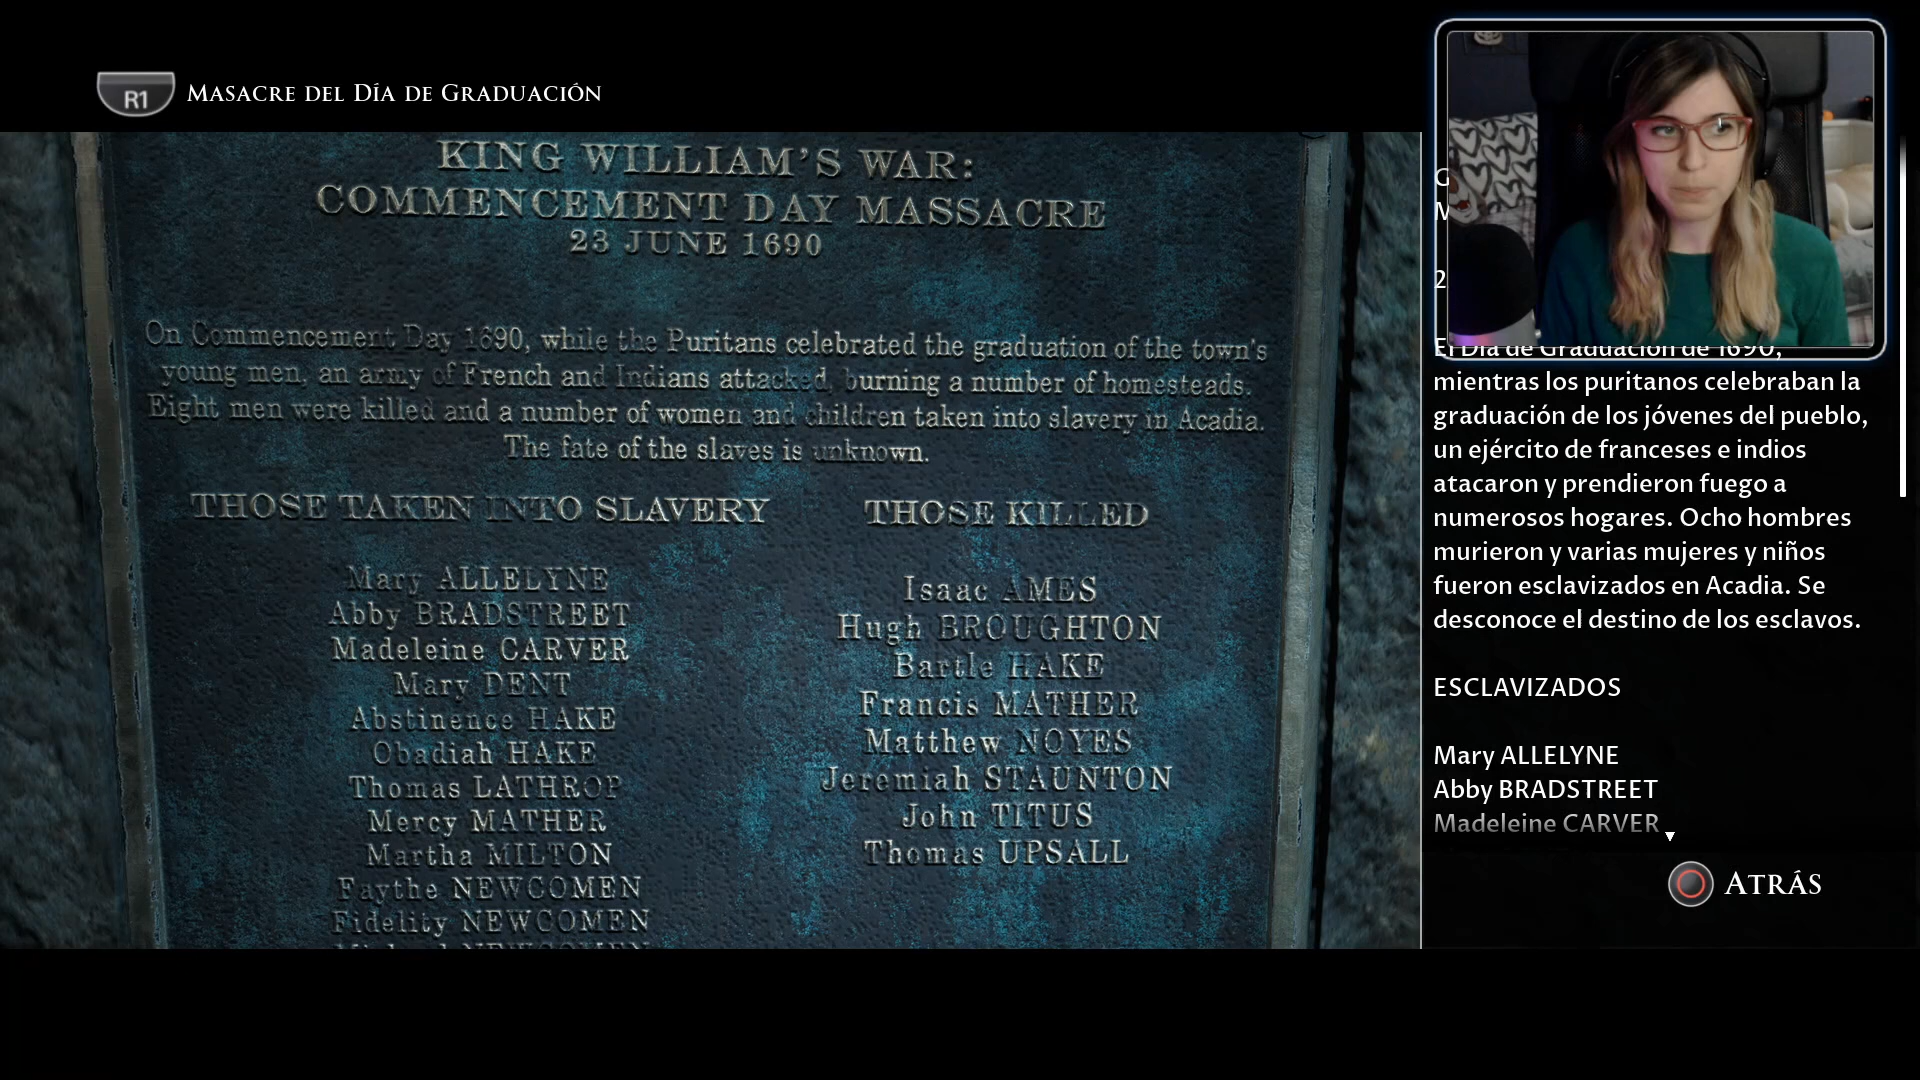 R1 MASACRE DEL DÍA DE GRADUACIÓN
KING WILLIAM'S WAR:
COMMENCEMENT DAY MASSACRE
23 JUNE 1690
On Commencement Day 1690, while the Puritans celebrated the graduation of the town's
young men, an army of French and Indians attacked, burning a number of homesteads.
Eight men were killed and a number of women and children taken into slavery in Acadia.
The fate of the slaves is unknown.
THOSE TAKEN INTO SLAVERY
Mary ALLELYNE
Abby BRADSTREET
Madeleine CARVER
Mary DENT
Abstinence HAKE
Obadiah HAKE
Thomas LATHROP
Mercy MATHER
Martha MILTON
Faythe NEWCOMEN
Fidelity NEWCOMEN
THOSE KILLED
Isaac AMES
Hugh BROUGHTON
Bartle HAKE
Francis MATHER
Matthew NOYES
Jeremiah STAUNTON
John TITUS
Thomas UPSALL
El Día de Graduación de 1690,
mientras los puritanos celebraban la
graduación de los jóvenes del pueblo,
un ejército de franceses e indios
atacaron y prendieron fuego a
numerosos hogares. Ocho hombres
murieron y varias mujeres y niños
fueron esclavizados en Acadia. Se
desconoce el destino de los esclavos.
ESCLAVIZADOS
Mary ALLELYNE
Abby BRADSTREET
Madeleine CARVER
ATRÁS